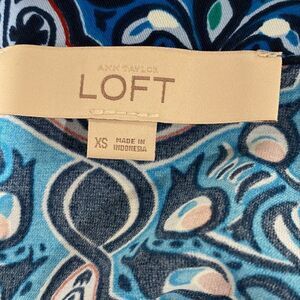 ANN TAYLOR
LOFT
XS
MADE IN
INDONESIA